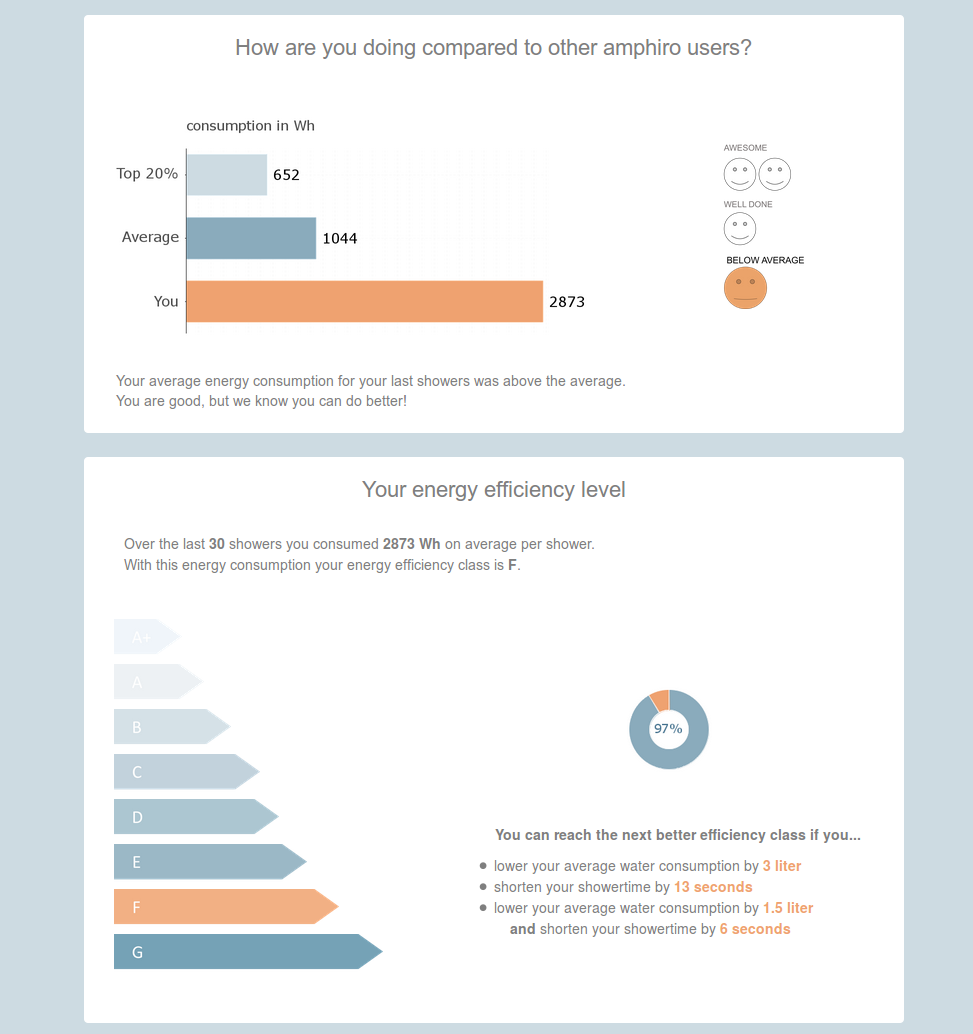 How are you doing compared to other amphiro users?
consumption in Wh
Top 20% 652
Average 1044
You 2873
AWESOME
WELL DONE
BELOW AVERAGE
Your average energy consumption for your last showers was above the average.
You are good, but we know you can do better!
Your energy efficiency level
Over the last 30 showers you consumed 2873 Wh on average per shower.
With this energy consumption your energy efficiency class is F.
A+
A
B
C
D
E
F
G
97%
You can reach the next better efficiency class if you...
lower your average water consumption by 3 liter
shorten your showertime by 13 seconds
lower your average water consumption by 1.5 liter
and shorten your showertime by 6 seconds